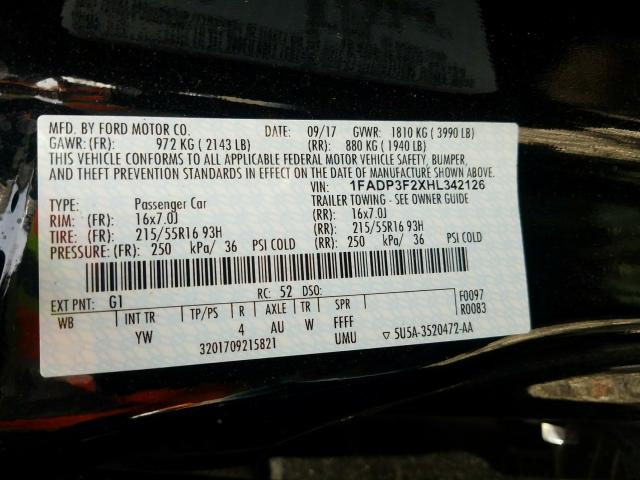 MFD. BY FORD MOTOR CO. DATE: 09/17 GVWR: 1810 KG ( 3990 LB)
GAWR: (FR): 972 KG ( 2143 LB) (RR): 880 KG ( 1940 LB)
THIS VEHICLE CONFORMS TO ALL APPLICABLE FEDERAL MOTOR VEHICLE SAFETY, BUMPER,
AND THEFT PREVENTION STANDARDS IN EFFECT ON THE DATE OF MANUFACTURE SHOWN ABOVE.
VIN: 1FADP3F2XHL342126
TYPE: Passenger Car TRAILER TOWING - SEE OWNER GUIDE
RIM: (FR): 16x7.0J (RR): 16x7.0J
TIRE: (FR): 215/55R16 93H (RR): 215/55R16 93H
PRESSURE: (FR): 250 kPa/ 36 PSI COLD (RR): 250 kPa/ 36 PSI COLD
EXT PNT: G1 RC: 52 DSO: F0097
WB INT TR TP/PS R AXLE TR SPR R0083
YW 4 AU W FFFF
3201709215821 UMU ▽ 5U5A-3520472-AA